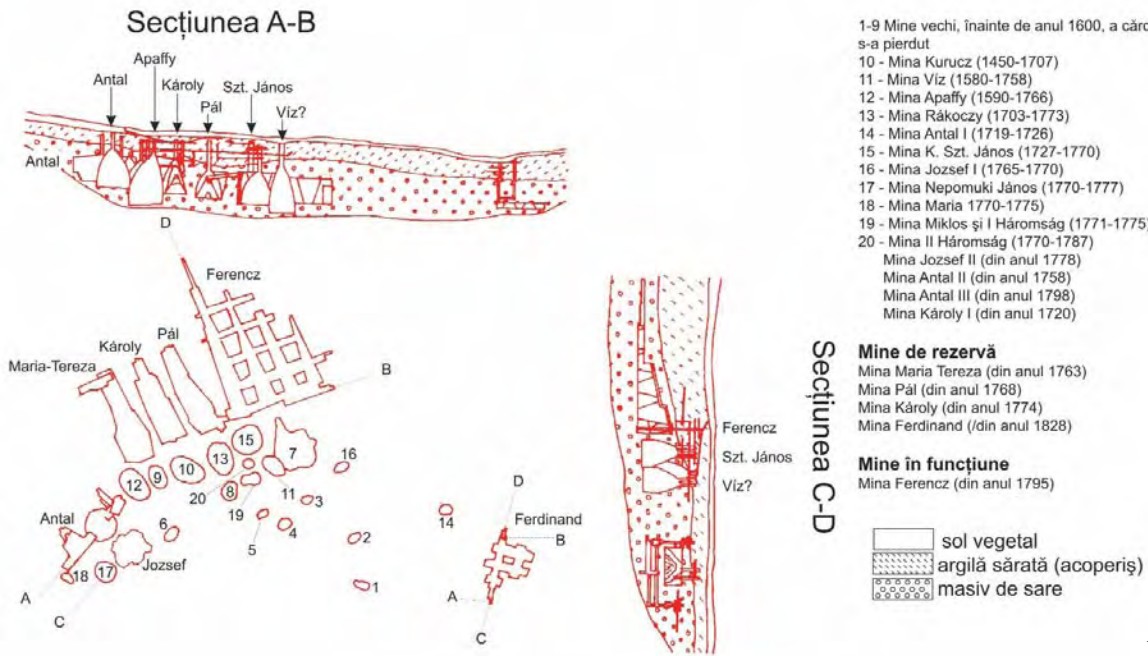 Secțiunea A-B
Apaffy
Antal
Károly
Szt. János
Pál
Víz?
Antal
D
Ferencz
Pál
Károly
Maria-Tereza
B
15
7
13
16
10
9
12
20
8
11
3
19
14
Antal
6
5
4
2
Jozsef
18
17
1
A
C
D
Ferdinand
B
A
C
Ferencz
Szt. János
Víz?
Secțiunea C-D
1-9 Mine vechi, înainte de anul 1600, a căro
s-a pierdut
10 - Mina Kurucz (1450-1707)
11 - Mina Víz (1580-1758)
12 - Mina Apaffy (1590-1766)
13 - Mina Rákoczy (1703-1773)
14 - Mina Antal I (1719-1726)
15 - Mina K. Szt. János (1727-1770)
16 - Mina Jozsef I (1765-1770)
17 - Mina Nepomuki János (1770-1777)
18 - Mina Maria 1770-1775)
19 - Mina Miklos şi I Háromság (1771-1775)
20 - Mina II Háromság (1770-1787)
Mina Jozsef II (din anul 1778)
Mina Antal II (din anul 1758)
Mina Antal III (din anul 1798)
Mina Károly I (din anul 1720)
Mine de rezervă
Mina Maria Tereza (din anul 1763)
Mina Pál (din anul 1768)
Mina Károly (din anul 1774)
Mina Ferdinand (/din anul 1828)
Mine în funcțiune
Mina Ferencz (din anul 1795)
sol vegetal
argilă sărată (acoperiş)
masiv de sare